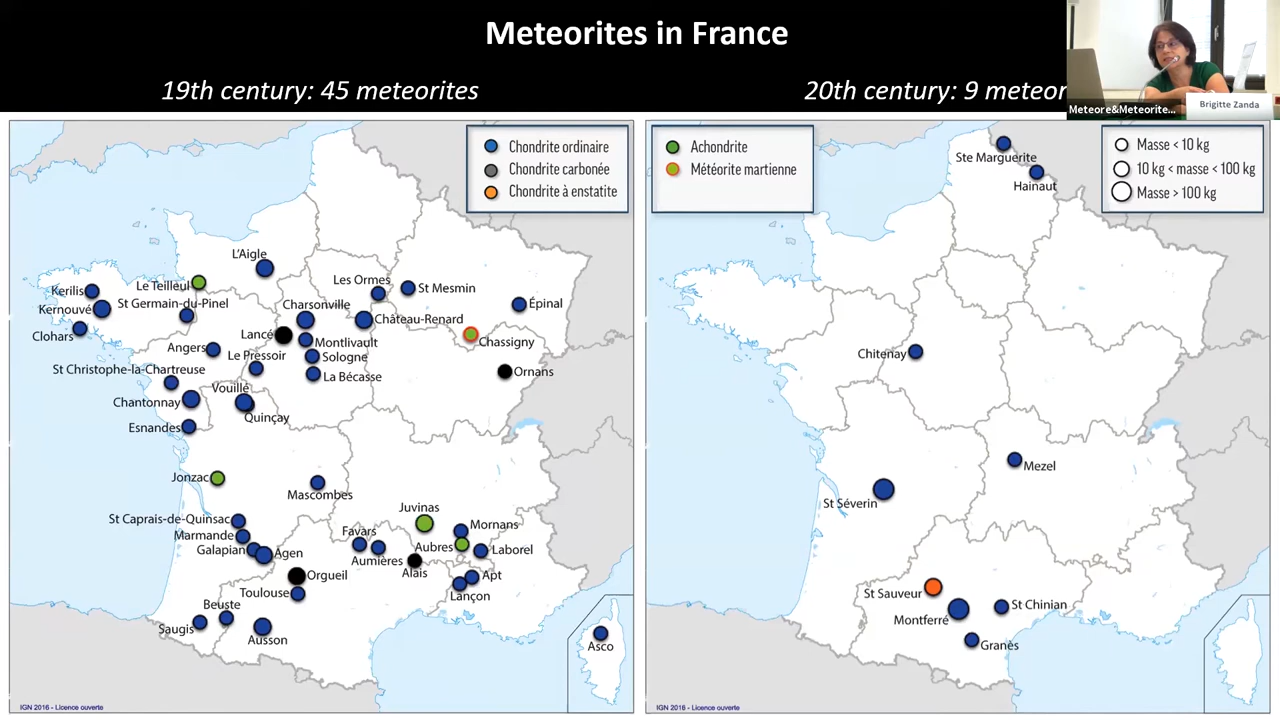 Meteorites in France
19th century: 45 meteorites
20th century: 9 meteor
Meteore&Meteorite...
Brigitte Zanda
Chondrite ordinaire
Chondrite carbonée
Chondrite à enstatite
L'Aigle
Le Teilleul
Les Ormes
St Mesmin
Kerilis
Kernouvé
St Germain-du-Pinel
Charsonville
Épinal
Clohars
Lancé
Château-Renard
Chassigny
Angers
Montlivault
Le Pressoir
Sologne
St Christophe-la-Chartreuse
La Bécasse
Ornans
Vouillé
Chantonnay
Quinçay
Esnandes
Jonzac
Mascombes
Juvinas
St Caprais-de-Quinsac
Mornans
Marmande
Favars
Galapian
Agen
Aubres
Laborel
Aumières
Alais
Orgueil
Apt
Toulouse
Lançon
Beuste
Saugis
Ausson
Asco
IGN 2016 - Licence ouverte
Achondrite
Météorite martienne
Masse < 10 kg
10 kg < masse < 100 kg
Masse > 100 kg
Ste Marguerite
Hainaut
Chitenay
Mezel
St Séverin
St Sauveur
St Chinian
Montferré
Granès
IGN 2016 - Licence ouverte